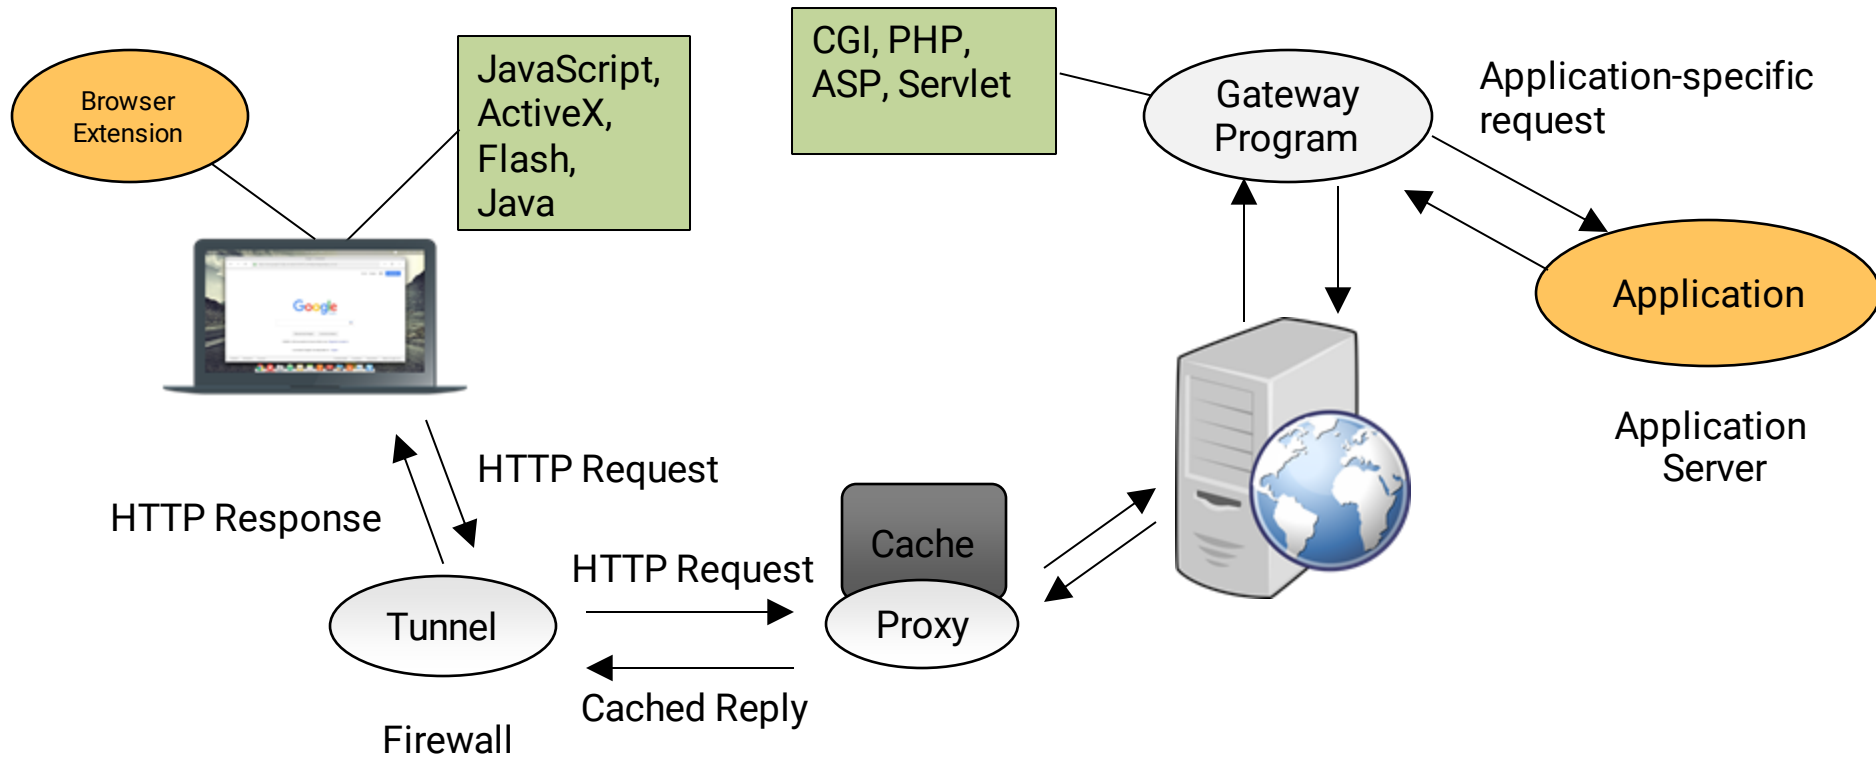 Browser
Extension
JavaScript,
ActiveX,
Flash,
Java
CGI, PHP,
ASP, Servlet
Gateway
Program
Application-specific
request
Application
Application
Server
Google
HTTP Request
HTTP Response
HTTP Request
Cache
Proxy
Tunnel
Cached Reply
Firewall